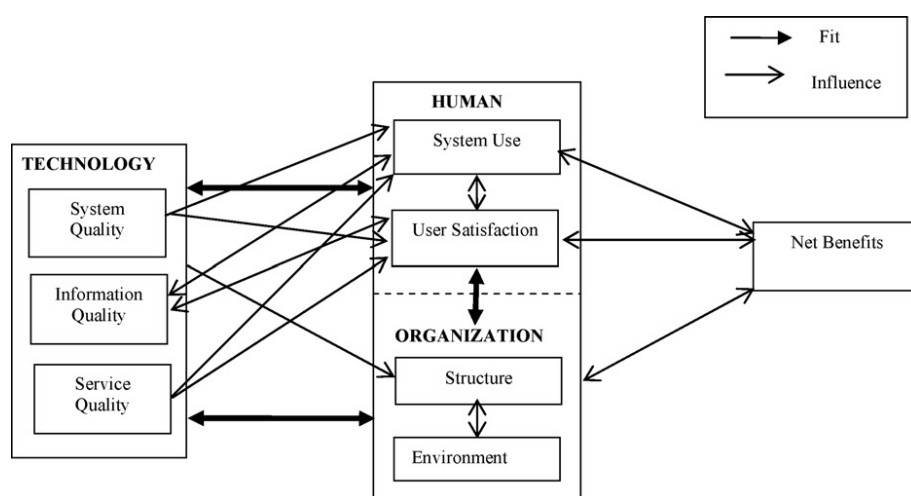 Fit
Influence
TECHNOLOGY
System
Quality
Information
Quality
Service
Quality
HUMAN
System Use
User Satisfaction
ORGANIZATION
Structure
Environment
Net Benefits